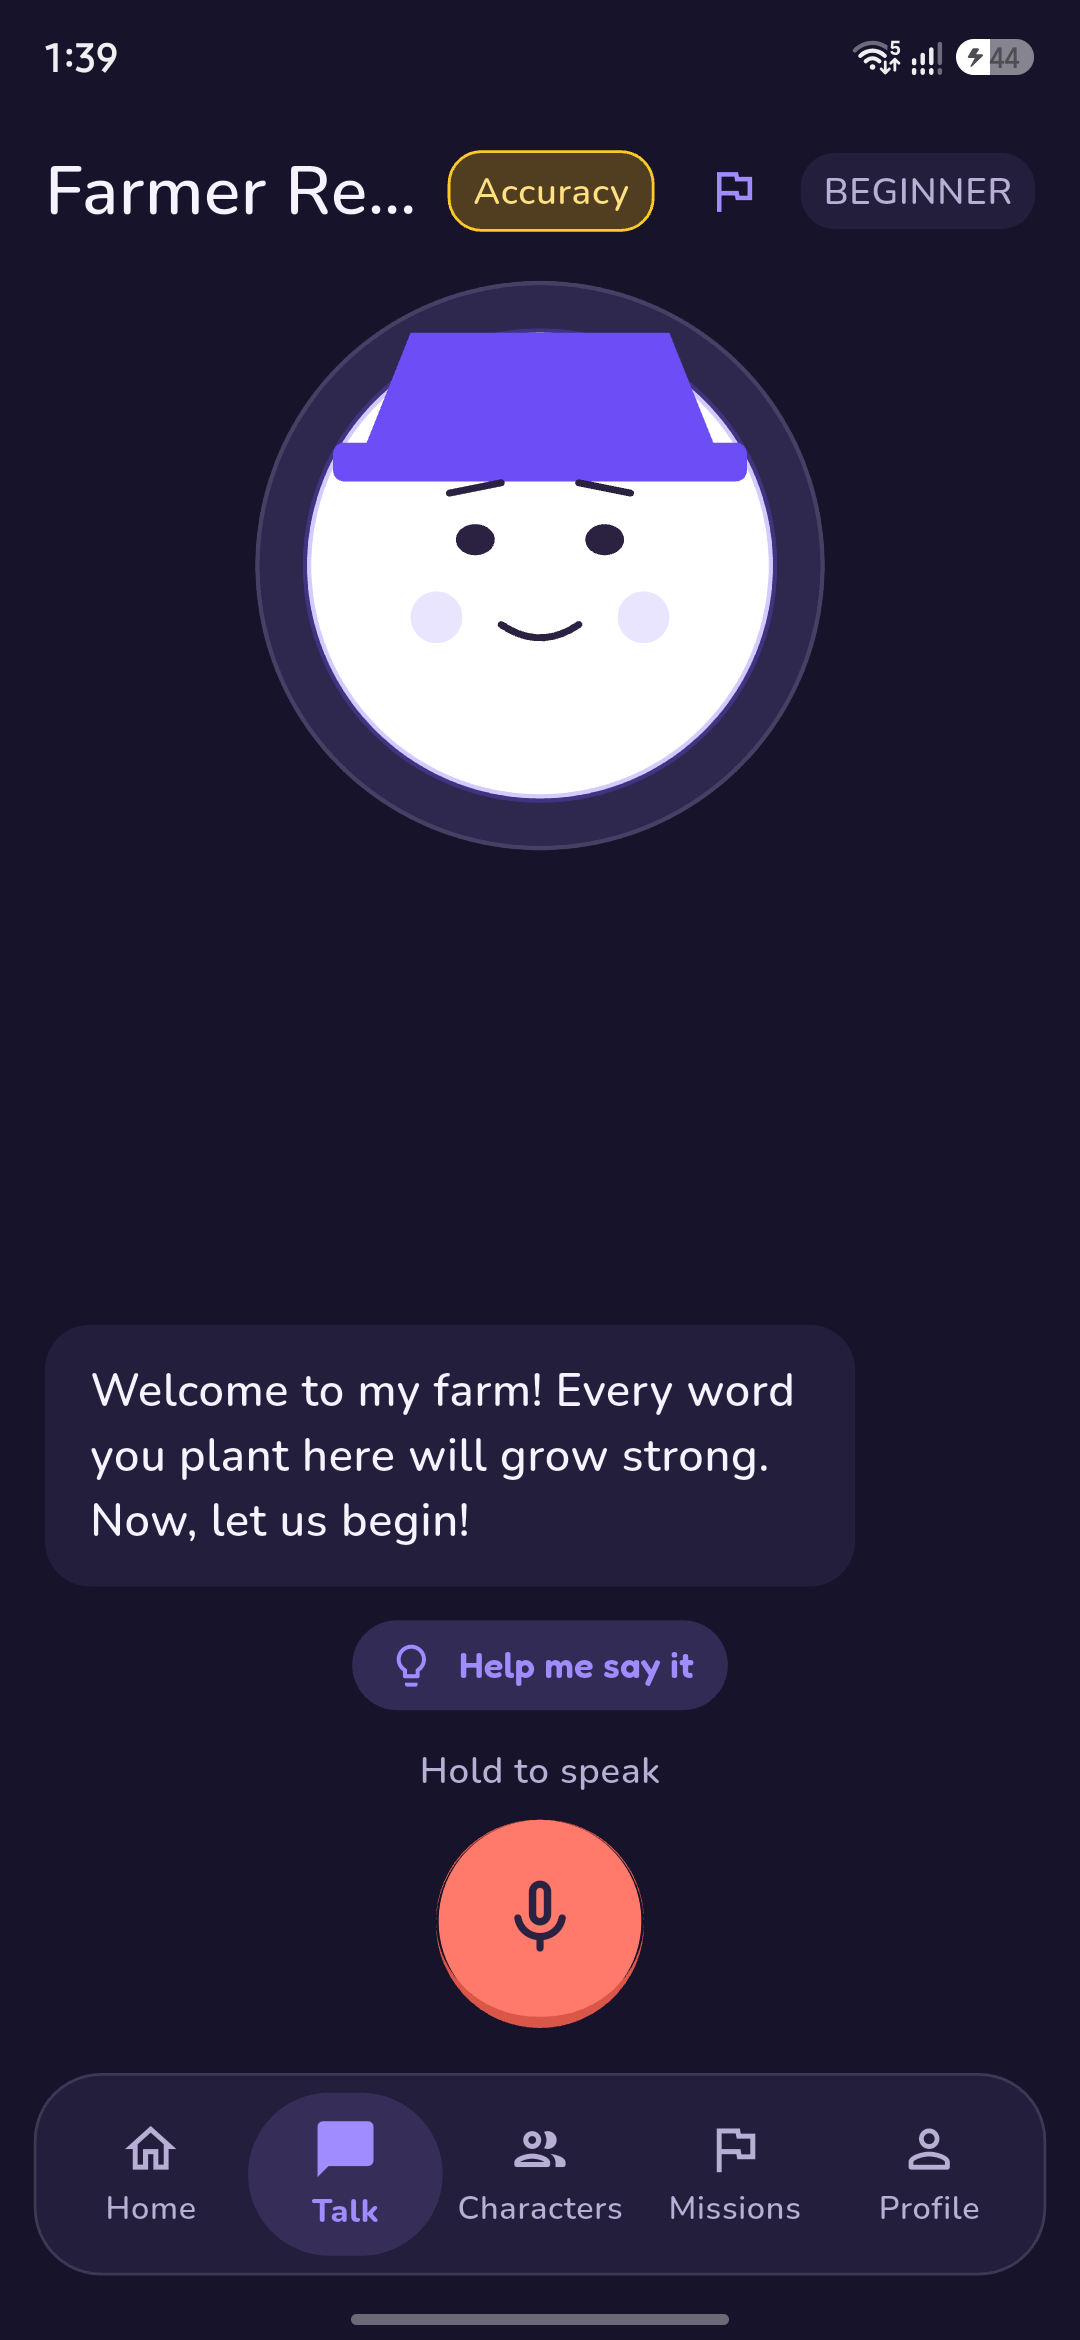 1:39
5
44
Farmer Re...
Accuracy
BEGINNER
Welcome to my farm! Every word
you plant here will grow strong.
Now, let us begin!
Help me say it
Hold to speak
Home
Talk
Characters
Missions
Profile